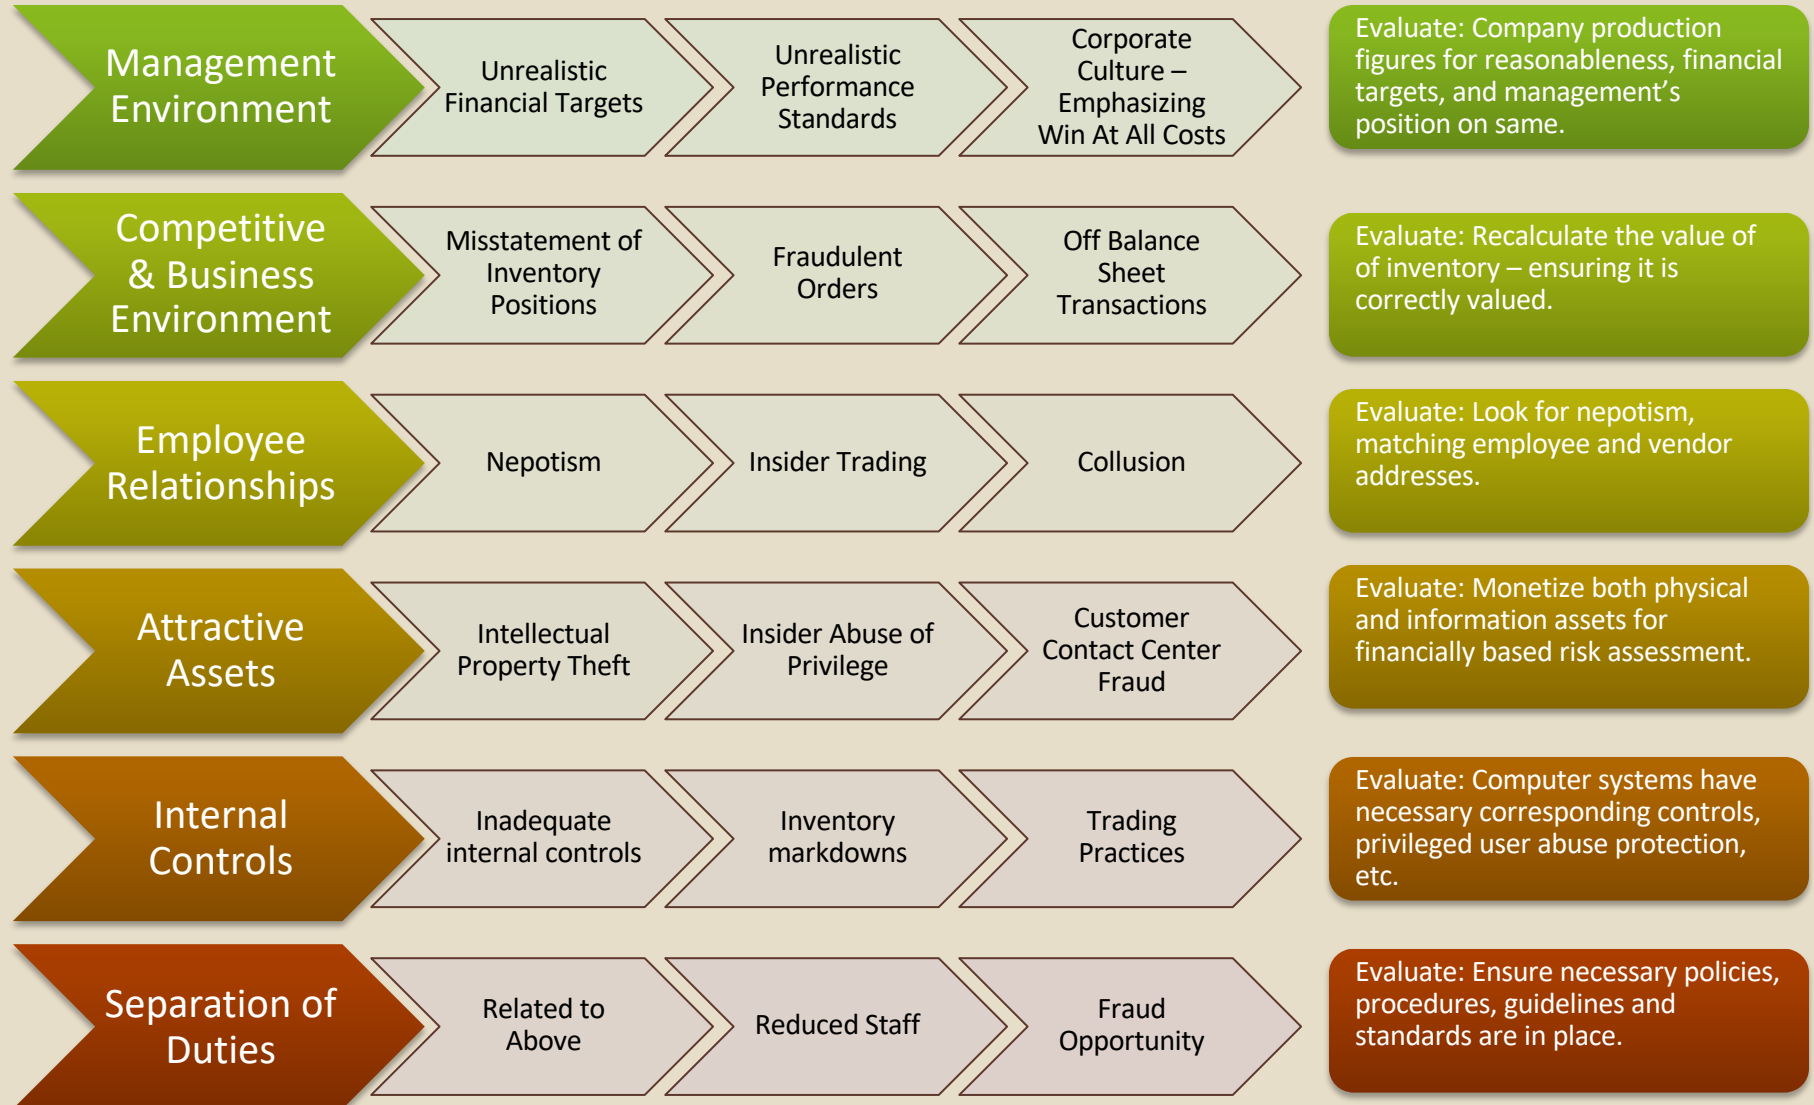 Management
Environment
Unrealistic
Financial Targets
Unrealistic
Performance
Standards
Corporate
Culture –
Emphasizing
Win At All Costs
Evaluate: Company production
figures for reasonableness, financial
targets, and management’s
position on same.
Competitive
& Business
Environment
Misstatement of
Inventory
Positions
Fraudulent
Orders
Off Balance
Sheet
Transactions
Evaluate: Recalculate the value of
of inventory – ensuring it is
correctly valued.
Employee
Relationships
Nepotism
Insider Trading
Collusion
Evaluate: Look for nepotism,
matching employee and vendor
addresses.
Attractive
Assets
Intellectual
Property Theft
Insider Abuse of
Privilege
Customer
Contact Center
Fraud
Evaluate: Monetize both physical
and information assets for
financially based risk assessment.
Internal
Controls
Inadequate
internal controls
Inventory
markdowns
Trading
Practices
Evaluate: Computer systems have
necessary corresponding controls,
privileged user abuse protection,
etc.
Separation of
Duties
Related to
Above
Reduced Staff
Fraud
Opportunity
Evaluate: Ensure necessary policies,
procedures, guidelines and
standards are in place.